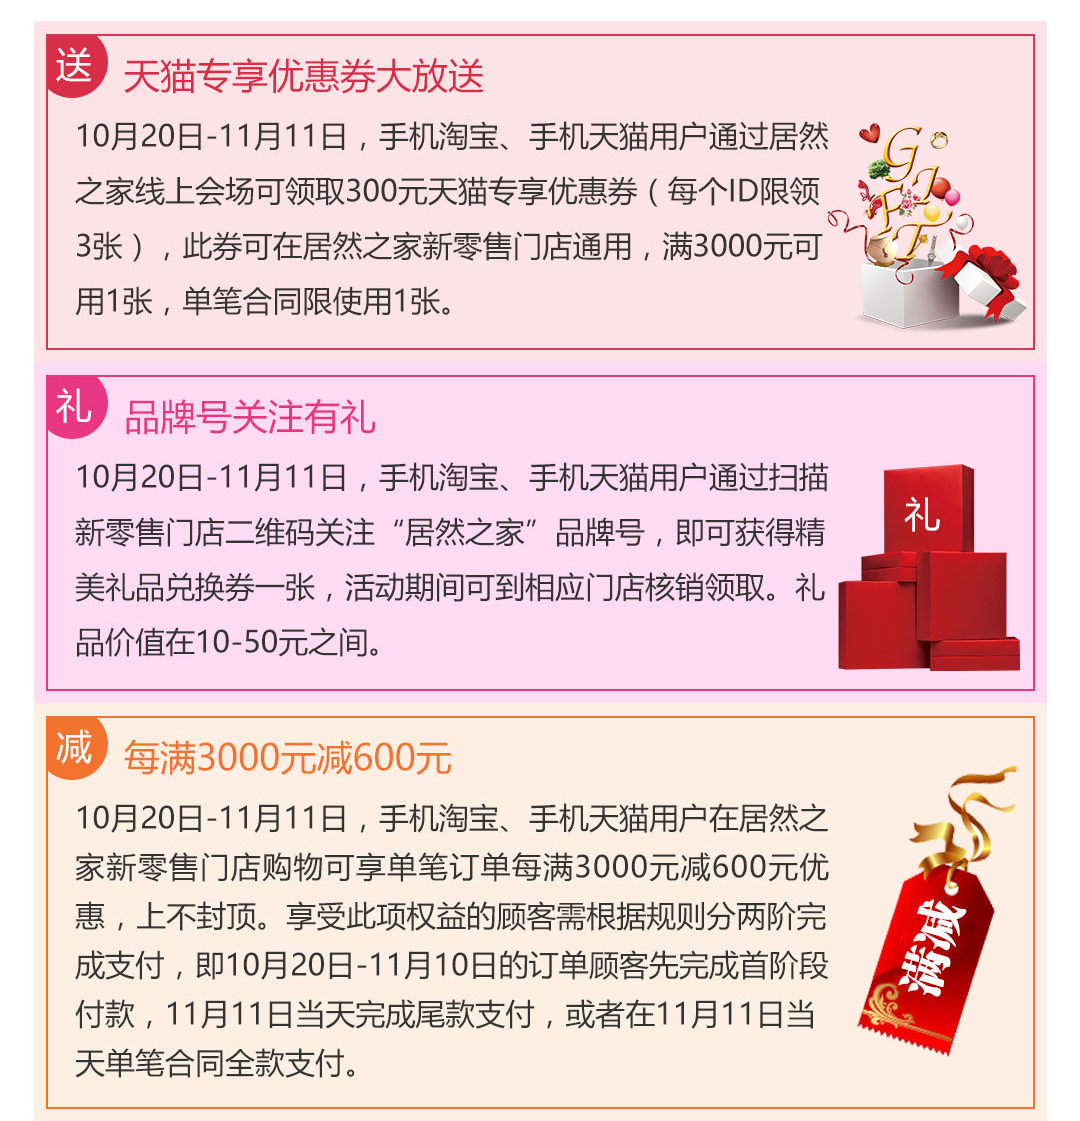 送
天猫专享优惠券大放送
10月20日-11月11日，手机淘宝、手机天猫用户通过居然
之家线上会场可领取300元天猫专享优惠券（每个ID限领
3张），此券可在居然之家新零售门店通用，满3000元可
用1张，单笔合同限使用1张。
GIFT
礼
品牌号关注有礼
10月20日-11月11日，手机淘宝、手机天猫用户通过扫描
新零售门店二维码关注“居然之家”品牌号，即可获得精
美礼品兑换券一张，活动期间可到相应门店核销领取。礼
品价值在10-50元之间。
礼
减
每满3000元减600元
10月20日-11月11日，手机淘宝、手机天猫用户在居然之
家新零售门店购物可享单笔订单每满3000元减600元优
惠，上不封顶。享受此项权益的顾客需根据规则分两阶完
成支付，即10月20日-11月10日的订单顾客先完成首阶段
付款，11月11日当天完成尾款支付，或者在11月11日当
天单笔合同全款支付。
满减